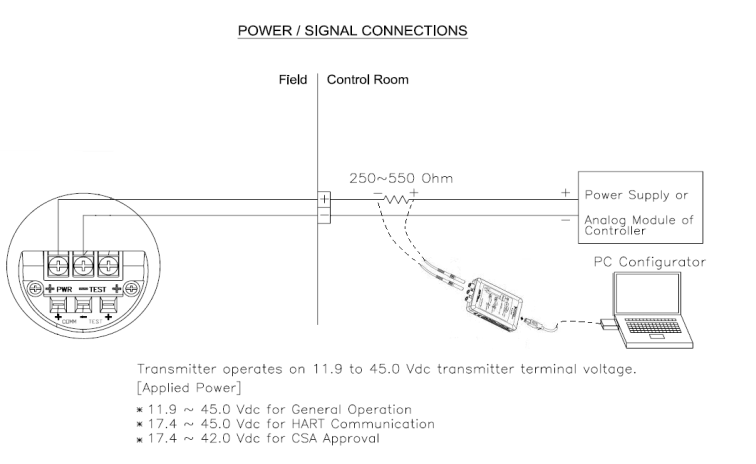 POWER / SIGNAL CONNECTIONS
Field
Control Room
250~550 Ohm
− +
+ Power Supply or
− Analog Module of
Controller
+
−
PC Configurator
+ PWR − TEST +
+ − +
COMM TEST
Transmitter operates on 11.9 to 45.0 Vdc transmitter terminal voltage.
[Applied Power]
* 11.9 ~ 45.0 Vdc for General Operation
* 17.4 ~ 45.0 Vdc for HART Communication
* 17.4 ~ 42.0 Vdc for CSA Approval